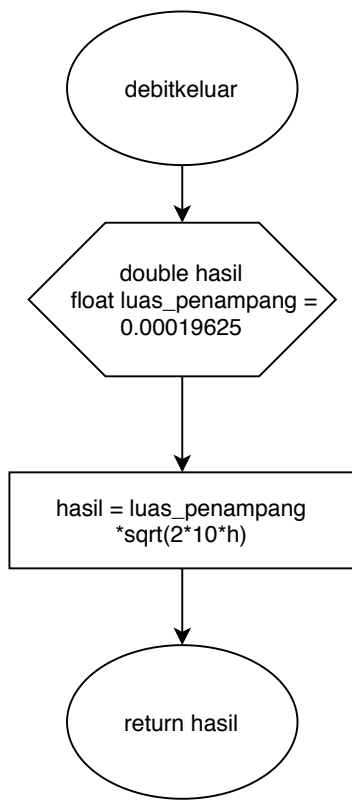 debitkeluar
double hasil
float luas_penampang =
0.00019625
hasil = luas_penampang
*sqrt(2*10*h)
return hasil